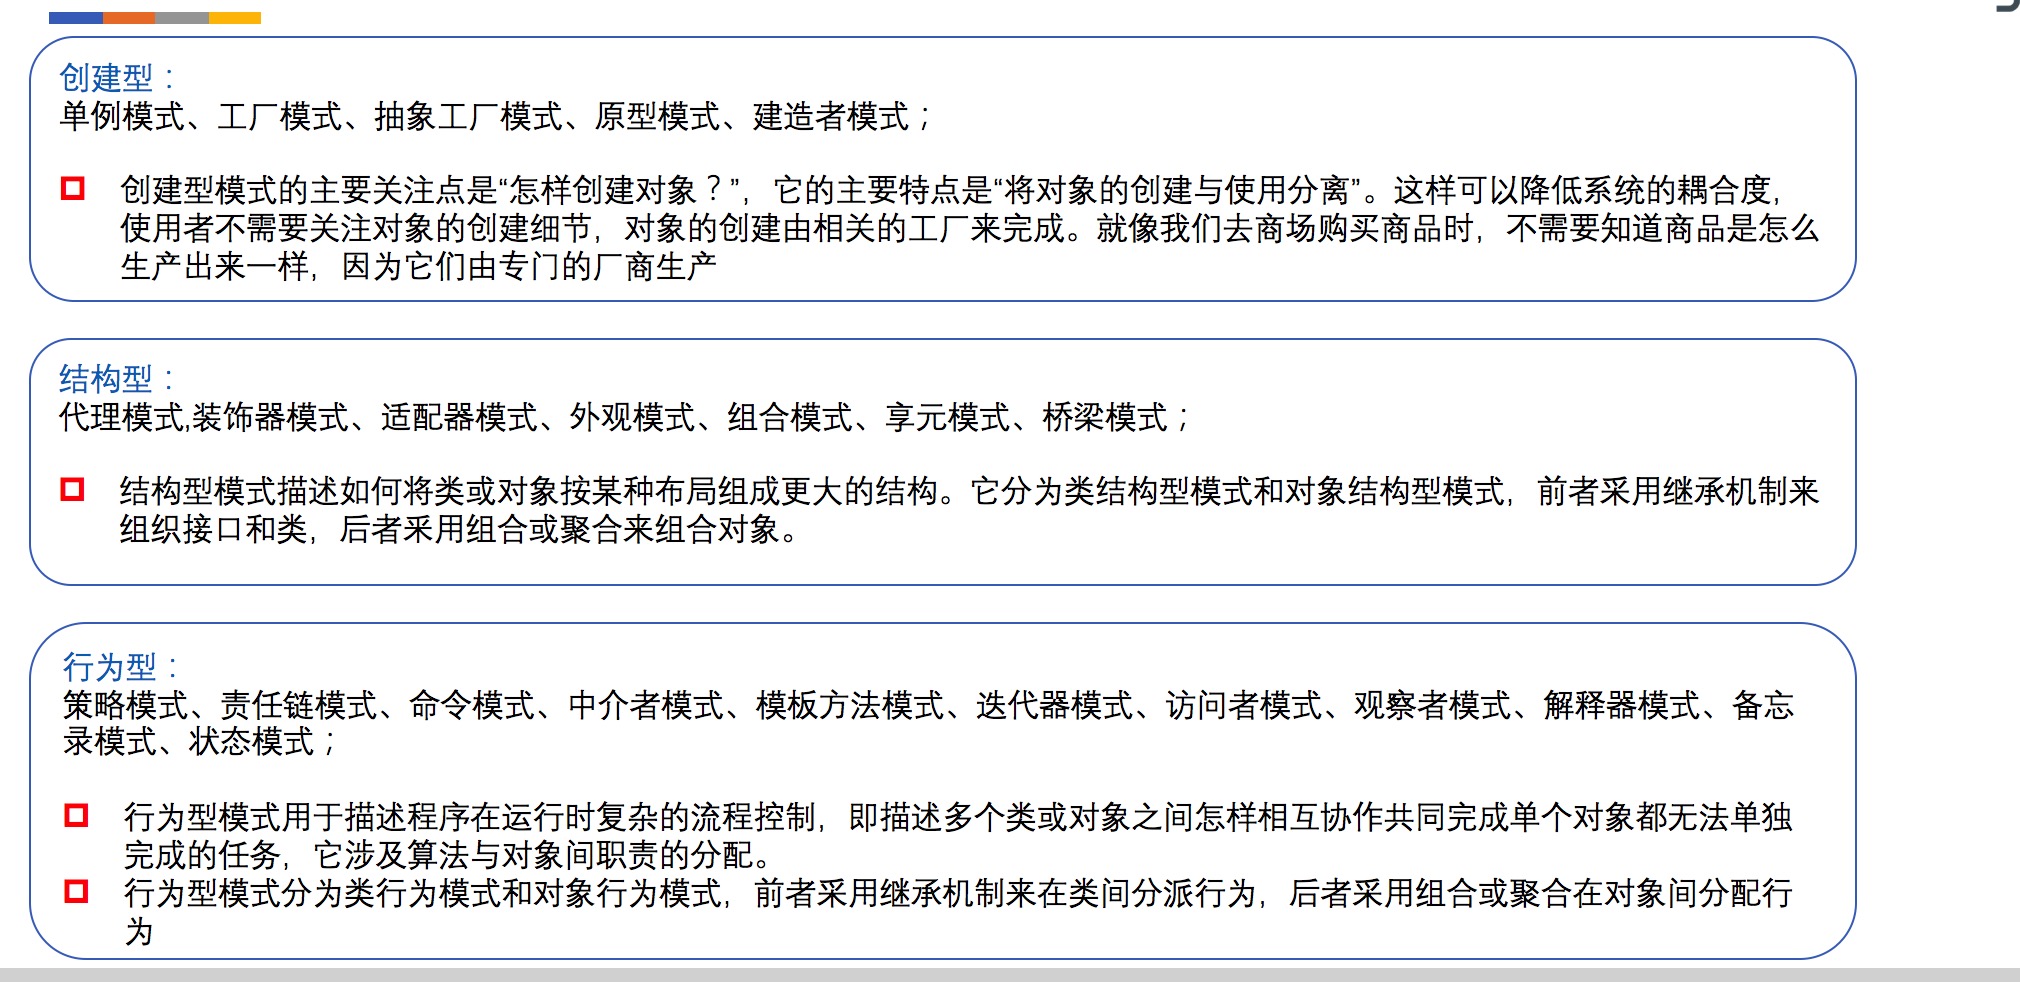 创建型：
单例模式、工厂模式、抽象工厂模式、原型模式、建造者模式；
创建型模式的主要关注点是“怎样创建对象？”，它的主要特点是“将对象的创建与使用分离”。这样可以降低系统的耦合度，
使用者不需要关注对象的创建细节，对象的创建由相关的工厂来完成。就像我们去商场购买商品时，不需要知道商品是怎么
生产出来一样，因为它们由专门的厂商生产
结构型：
代理模式,装饰器模式、适配器模式、外观模式、组合模式、享元模式、桥梁模式；
结构型模式描述如何将类或对象按某种布局组成更大的结构。它分为类结构型模式和对象结构型模式，前者采用继承机制来
组织接口和类，后者采用组合或聚合来组合对象。
行为型：
策略模式、责任链模式、命令模式、中介者模式、模板方法模式、迭代器模式、访问者模式、观察者模式、解释器模式、备忘
录模式、状态模式；
行为型模式用于描述程序在运行时复杂的流程控制，即描述多个类或对象之间怎样相互协作共同完成单个对象都无法单独
完成的任务，它涉及算法与对象间职责的分配。
行为型模式分为类行为模式和对象行为模式，前者采用继承机制来在类间分派行为，后者采用组合或聚合在对象间分配行
为